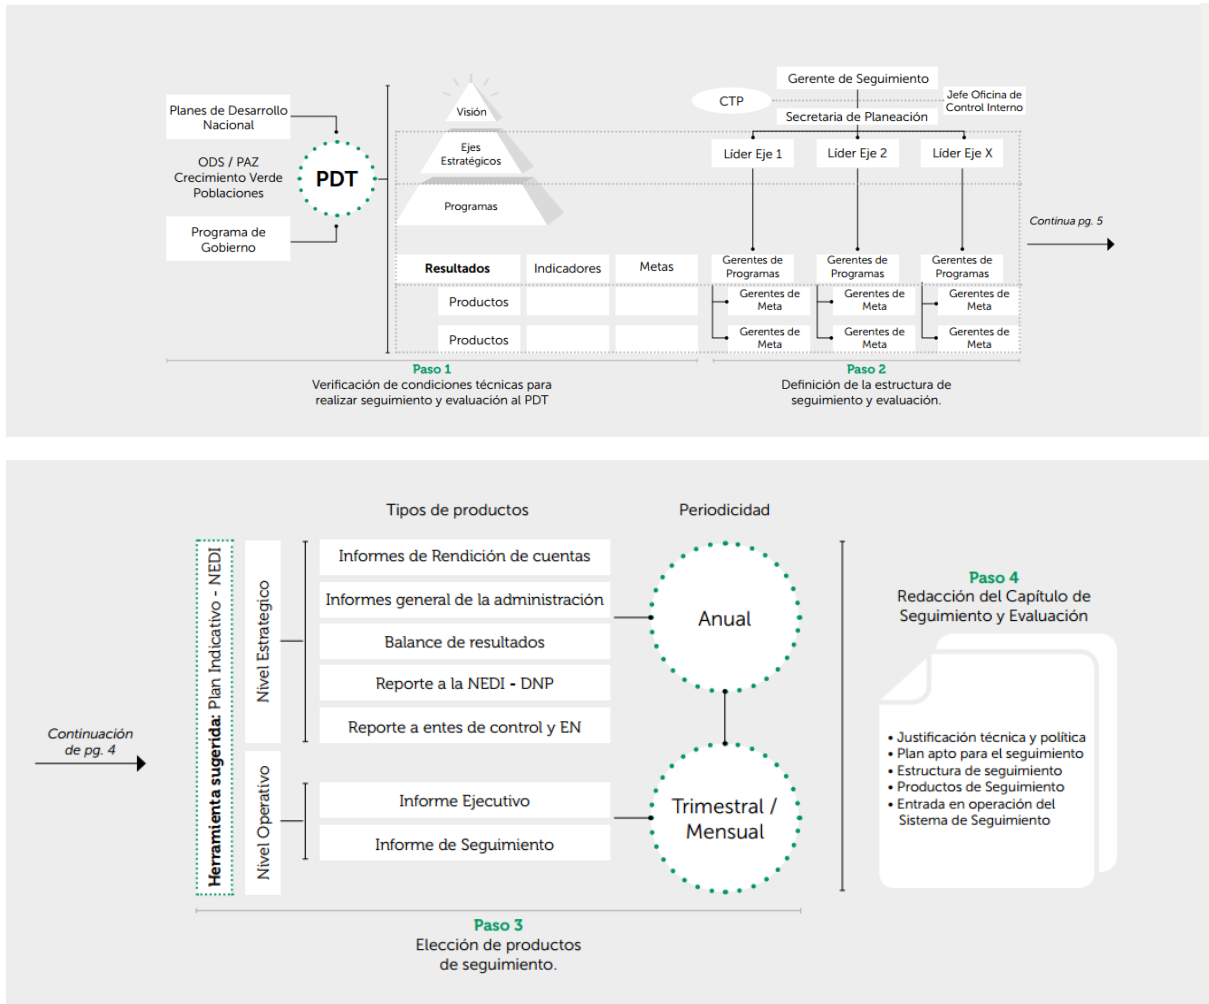 Planes de Desarrollo
Nacional
ODS / PAZ
Crecimiento Verde
Poblaciones
Programa de
Gobierno
PDT
Visión
Ejes
Estratégicos
Programas
Resultados
Indicadores
Metas
Productos
Productos
Paso 1
Verificación de condiciones técnicas para
realizar seguimiento y evaluación al PDT
Gerente de Seguimiento
CTP
Jefe Oficina de
Control Interno
Secretaria de Planeación
Líder Eje 1
Líder Eje 2
Líder Eje X
Gerentes de
Programas
Gerentes de
Programas
Gerentes de
Programas
Gerentes de
Meta
Gerentes de
Meta
Gerentes de
Meta
Gerentes de
Meta
Gerentes de
Meta
Gerentes de
Meta
Paso 2
Definición de la estructura de
seguimiento y evaluación.
Continua pg. 5
Continuación
de pg. 4
Herramienta sugerida: Plan Indicativo - NEDI
Nivel Estrategico
Nivel Operativo
Tipos de productos
Informes de Rendición de cuentas
Informes general de la administración
Balance de resultados
Reporte a la NEDI - DNP
Reporte a entes de control y EN
Informe Ejecutivo
Informe de Seguimiento
Periodicidad
Anual
Trimestral /
Mensual
Paso 3
Elección de productos
de seguimiento.
Paso 4
Redacción del Capítulo de
Seguimiento y Evaluación
• Justificación técnica y política
• Plan apto para el seguimiento
• Estructura de seguimiento
• Productos de Seguimiento
• Entrada en operación del
Sistema de Seguimiento